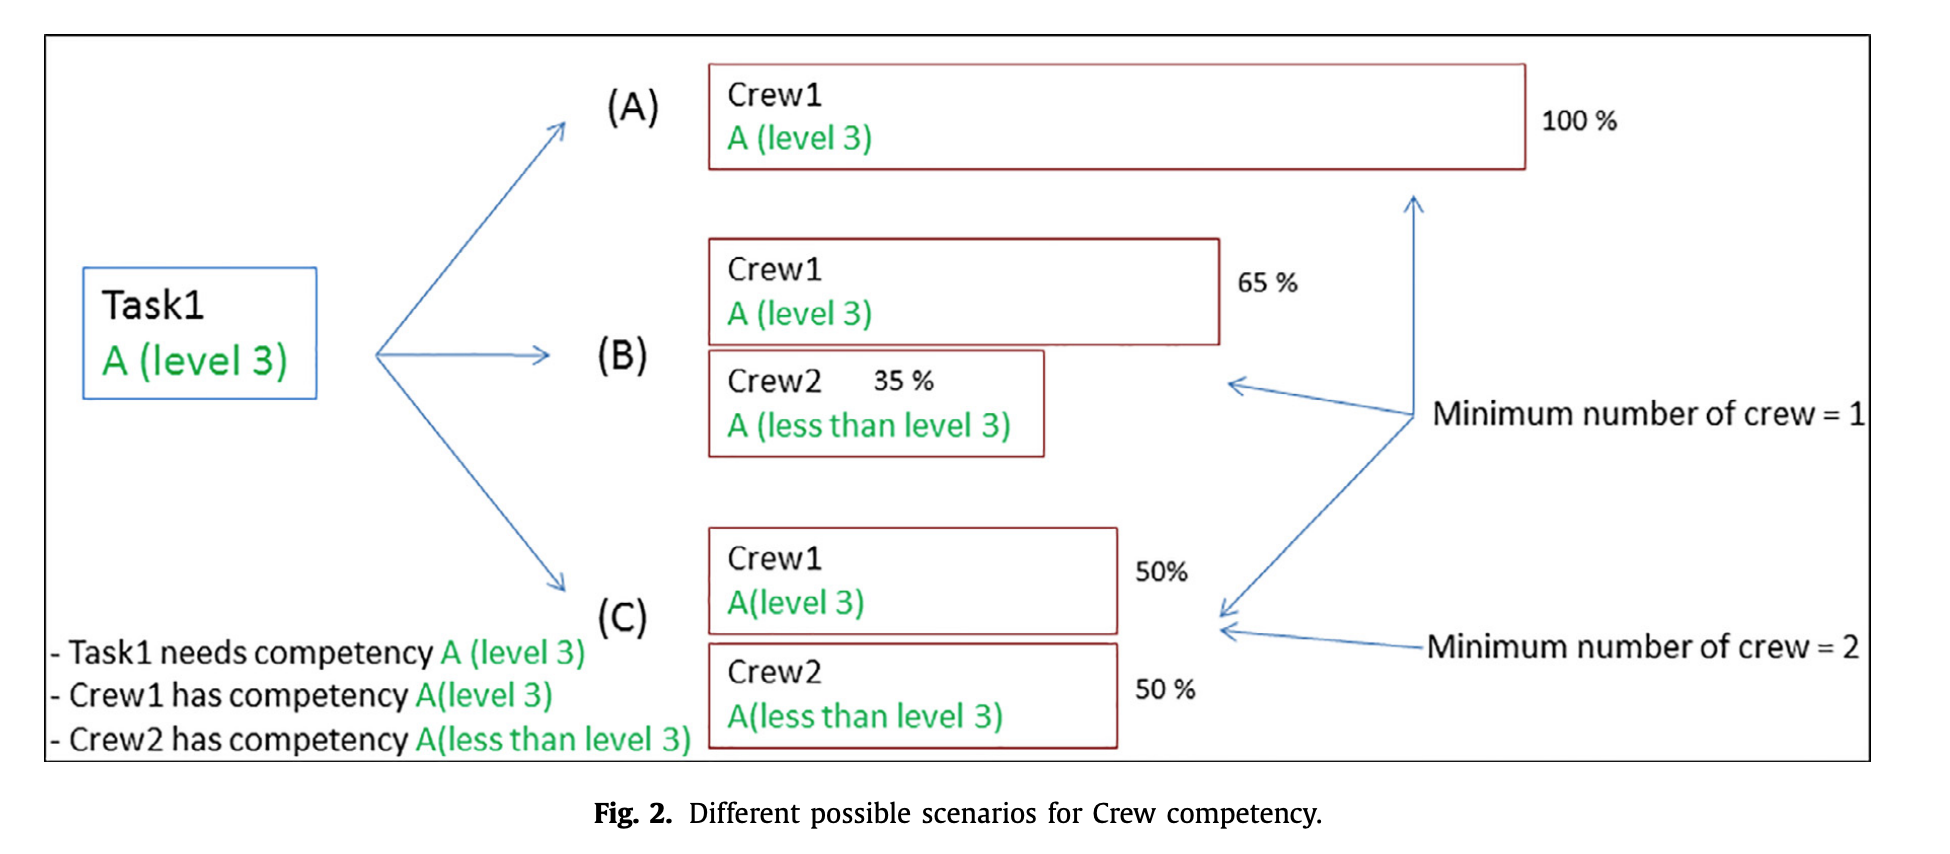 (A)
Crew1
A (level 3)
100 %
Task1
A (level 3)
(B)
Crew1
A (level 3)
65 %
Crew2 35 %
A (less than level 3)
Minimum number of crew = 1
(C)
Crew1
A(level 3)
50%
Crew2
A(less than level 3)
50 %
Minimum number of crew = 2
- Task1 needs competency A (level 3)
- Crew1 has competency A(level 3)
- Crew2 has competency A(less than level 3)
Fig. 2. Different possible scenarios for Crew competency.